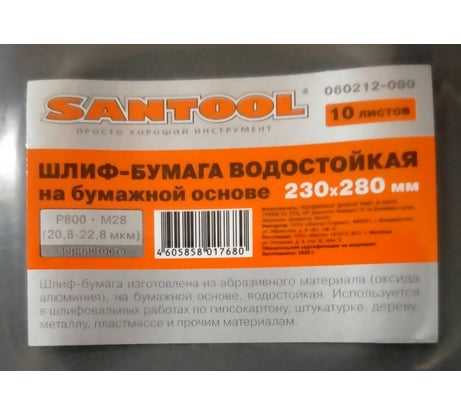 SANTOOL®
ПРОСТО ХОРОШИЙ ИНСТРУМЕНТ
060212-080
10 листов
ШЛИФ-БУМАГА ВОДОСТОЙКАЯ
на бумажной основе 230х280 мм
P800 · M28
(20,8-22,8 мкм)
Зернистость
4 605858 017680
Шлиф-бумага изготовлена из абразивного материала (оксида
алюминия), на бумажной основе, водостойкая. Используется
в шлифовальных работах по гипсокартону, штукатурке, дереву,
металлу, пластмассе и прочим материалам.